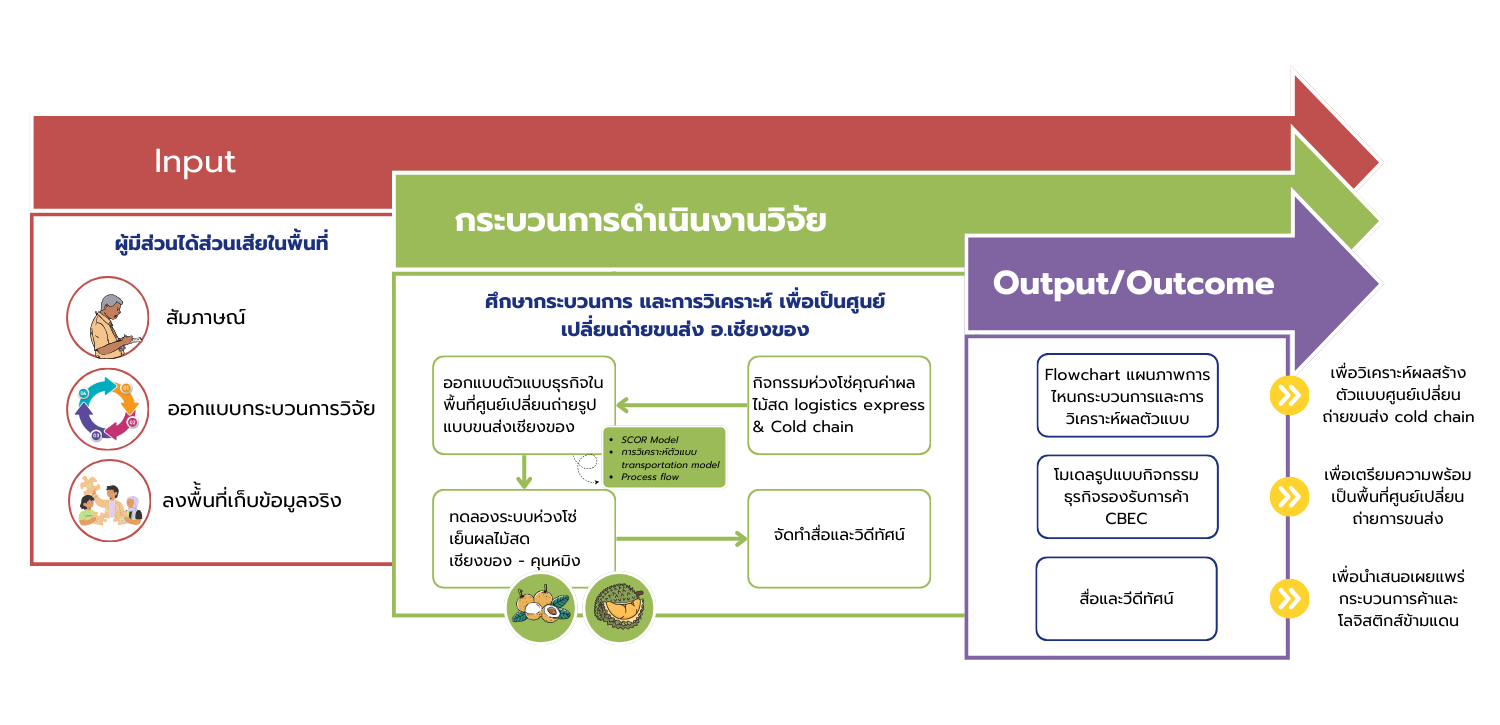 Input
ผู้มีส่วนได้ส่วนเสียในพื้นที่
สัมภาษณ์
ออกแบบกระบวนการวิจัย
04
01
03
02
ลงพื้นที่เก็บข้อมูลจริง
กระบวนการดำเนินงานวิจัย
ศึกษากระบวนการ และการวิเคราะห์ เพื่อเป็นศูนย์
เปลี่ยนถ่ายขนส่ง อ.เชียงของ
ออกแบบตัวแบบธุรกิจใน
พื้นที่ศูนย์เปลี่ยนถ่ายรูป
แบบขนส่งเชียงของ
กิจกรรมห่วงโซ่คุณค่าผล
ไม้สด logistics express
& Cold chain
• SCOR Model
• การวิเคราะห์ตัวแบบ
transportation model
• Process flow
ทดลองระบบห่วงโซ่
เย็นผลไม้สด
เชียงของ - คุนหมิง
จัดทำสื่อและวิดีทัศน์
Output/Outcome
Flowchart แผนภาพการ
ไหนกระบวนการและการ
วิเคราะห์ผลตัวแบบ
เพื่อวิเคราะห์ผลสร้าง
ตัวแบบศูนย์เปลี่ยน
ถ่ายขนส่ง cold chain
โมเดลรูปแบบกิจกรรม
ธุรกิจรองรับการค้า
CBEC
เพื่อเตรียมความพร้อม
เป็นพื้นที่ศูนย์เปลี่ยน
ถ่ายการขนส่ง
สื่อและวีดีทัศน์
เพื่อนำเสนอเผยแพร่
กระบวนการค้าและ
โลจิสติกส์ข้ามแดน